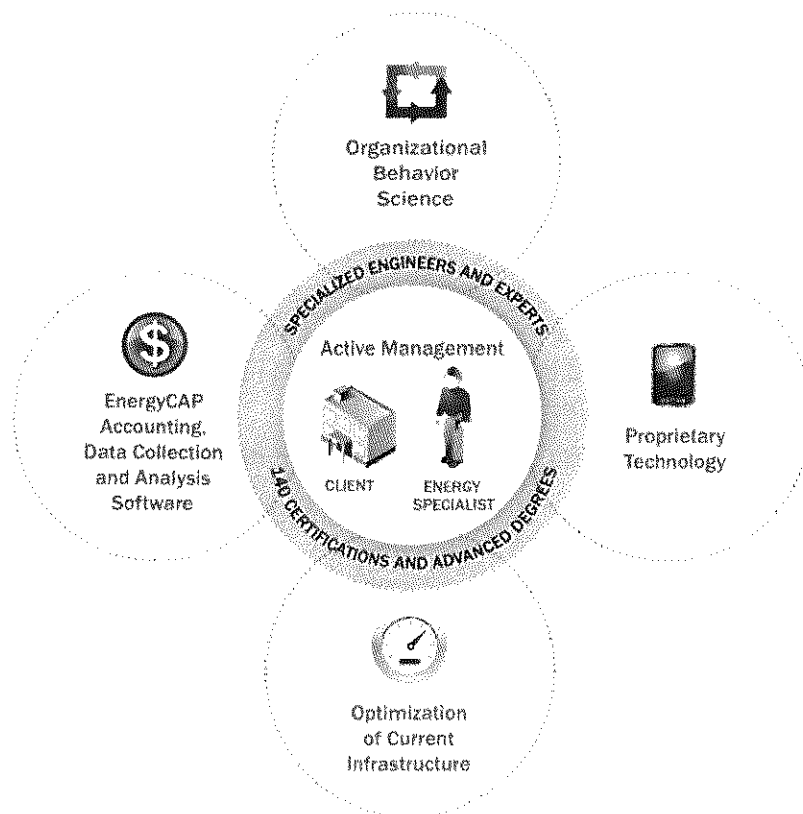 Organizational
Behavior
Science
SPECIALIZED ENGINEERS AND EXPERTS
Active Management
CLIENT
ENERGY
SPECIALIST
140 CERTIFICATIONS AND ADVANCED DEGREES
$
EnergyCAP
Accounting,
Data Collection
and Analysis
Software
Proprietary
Technology
Optimization
of Current
Infrastructure